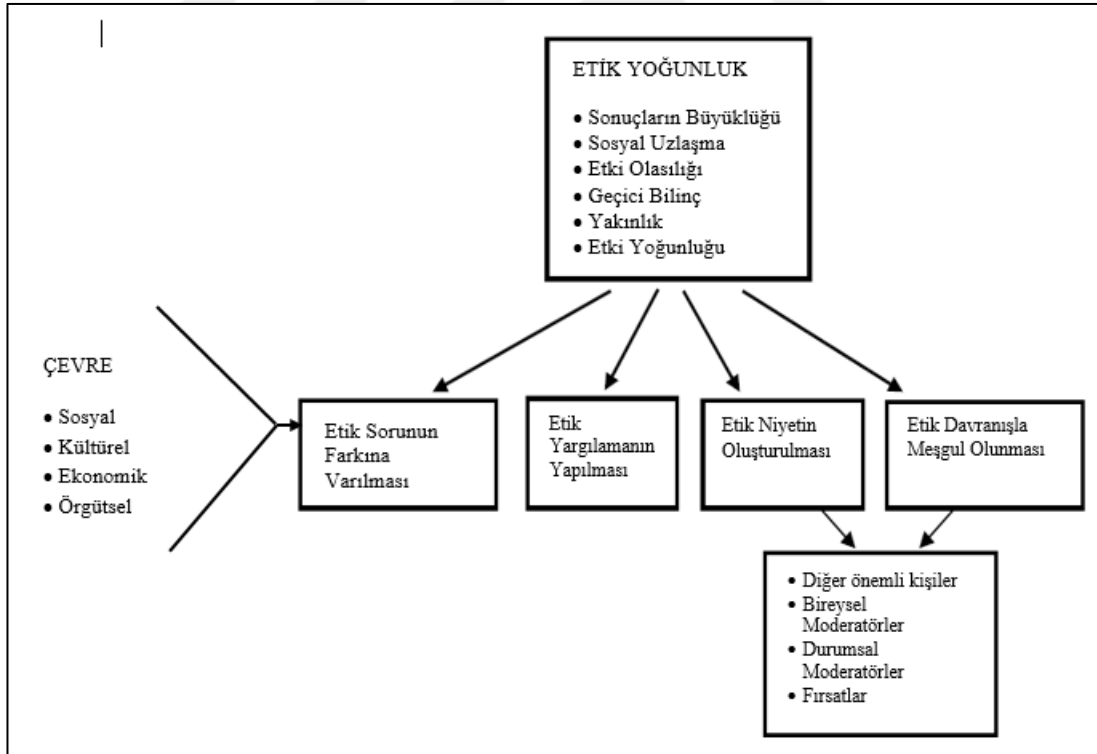 ETİK YOĞUNLUK
● Sonuçların Büyüklüğü
● Sosyal Uzlaşma
● Etki Olasılığı
● Geçici Bilinç
● Yakınlık
● Etki Yoğunluğu
ÇEVRE
● Sosyal
● Kültürel
● Ekonomik
● Örgütsel
Etik Sorunun
Farkına
Varılması
Etik
Yargılamanın
Yapılması
Etik Niyetin
Oluşturulması
Etik Davranışla
Meşgul Olunması
● Diğer önemli kişiler
● Bireysel
Moderatörler
● Durumsal
Moderatörler
● Fırsatlar